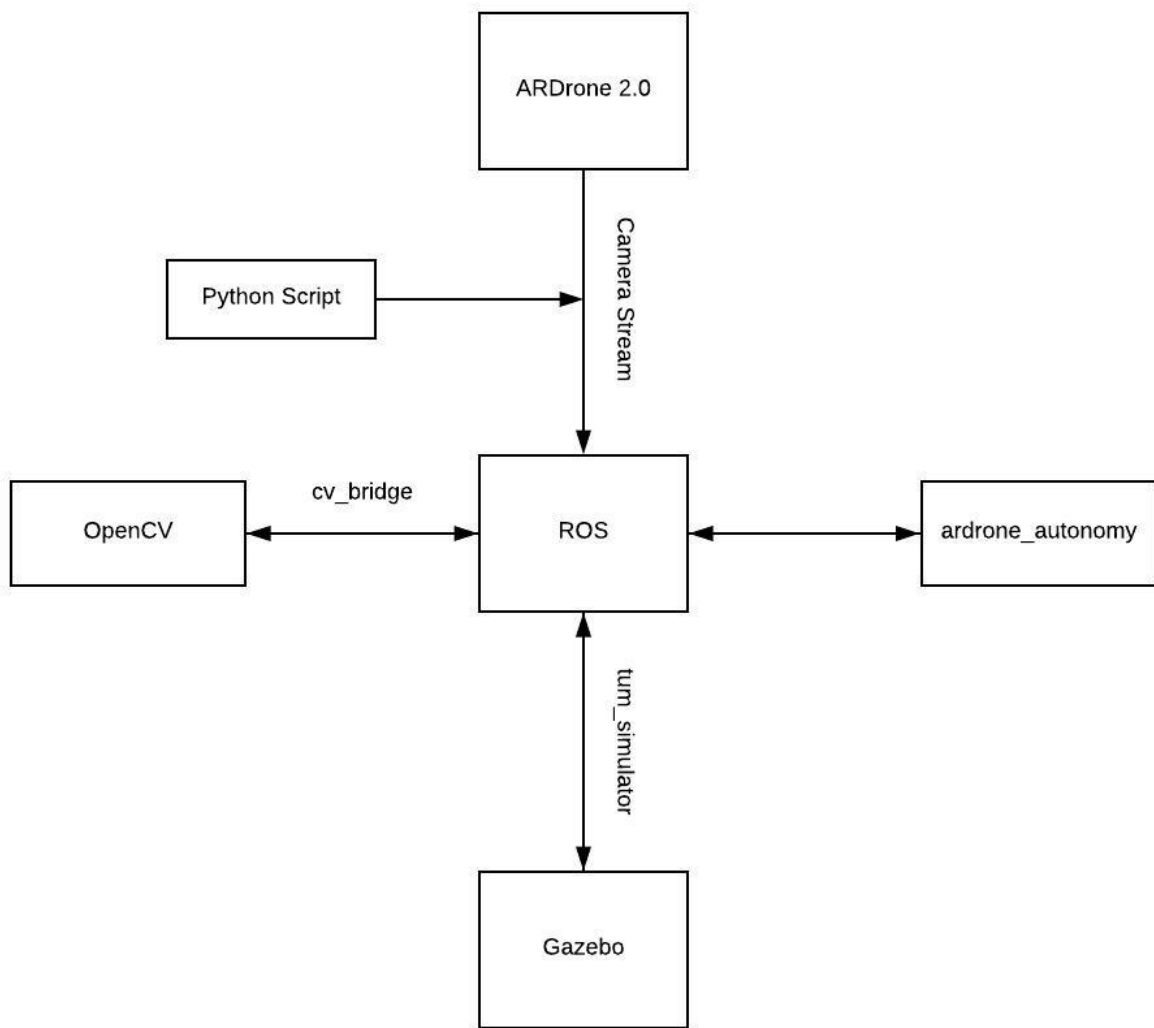 ARDrone 2.0
Camera Stream
Python Script
cv_bridge
OpenCV
ROS
ardrone_autonomy
tum_simulator
Gazebo